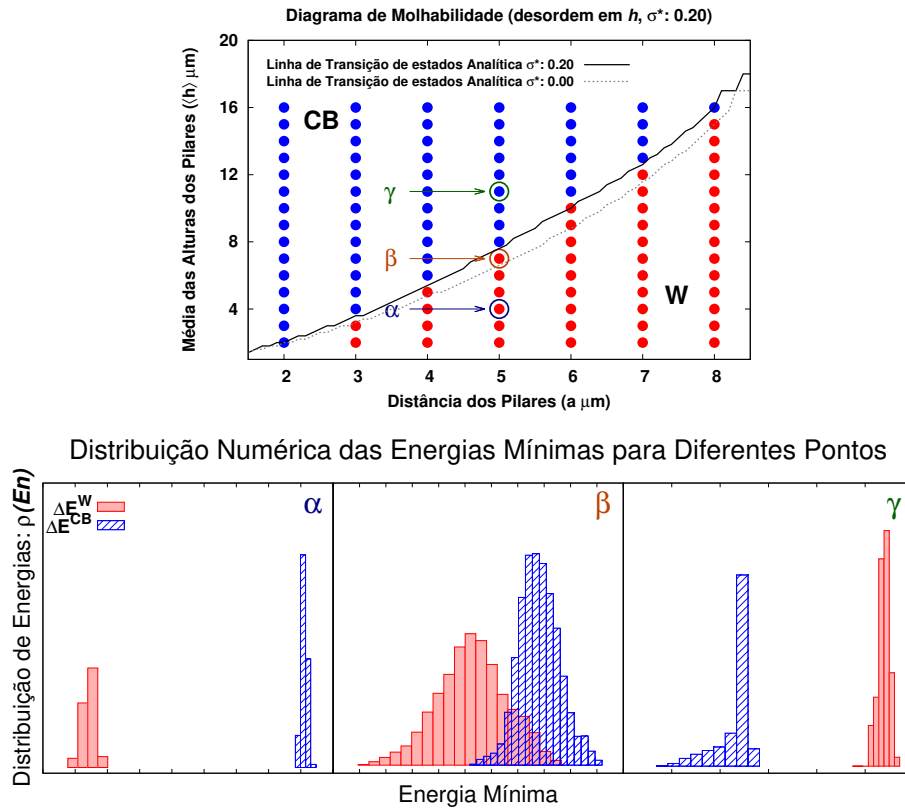 Diagrama de Molhabilidade (desordem em h, σ*: 0.20)
20
16
12
8
4
Média das Alturas dos Pilares (⟨h⟩ μm)
Linha de Transição de estados Analítica σ*: 0.20
Linha de Transição de estados Analítica σ*: 0.00
CB
γ
β
α
W
2 3 4 5 6 7 8
Distância dos Pilares (a μm)
Distribuição Numérica das Energias Mínimas para Diferentes Pontos
Distribuição de Energias: ρ(En)
ΔE^W
ΔE^CB
α
β
γ
Energia Mínima